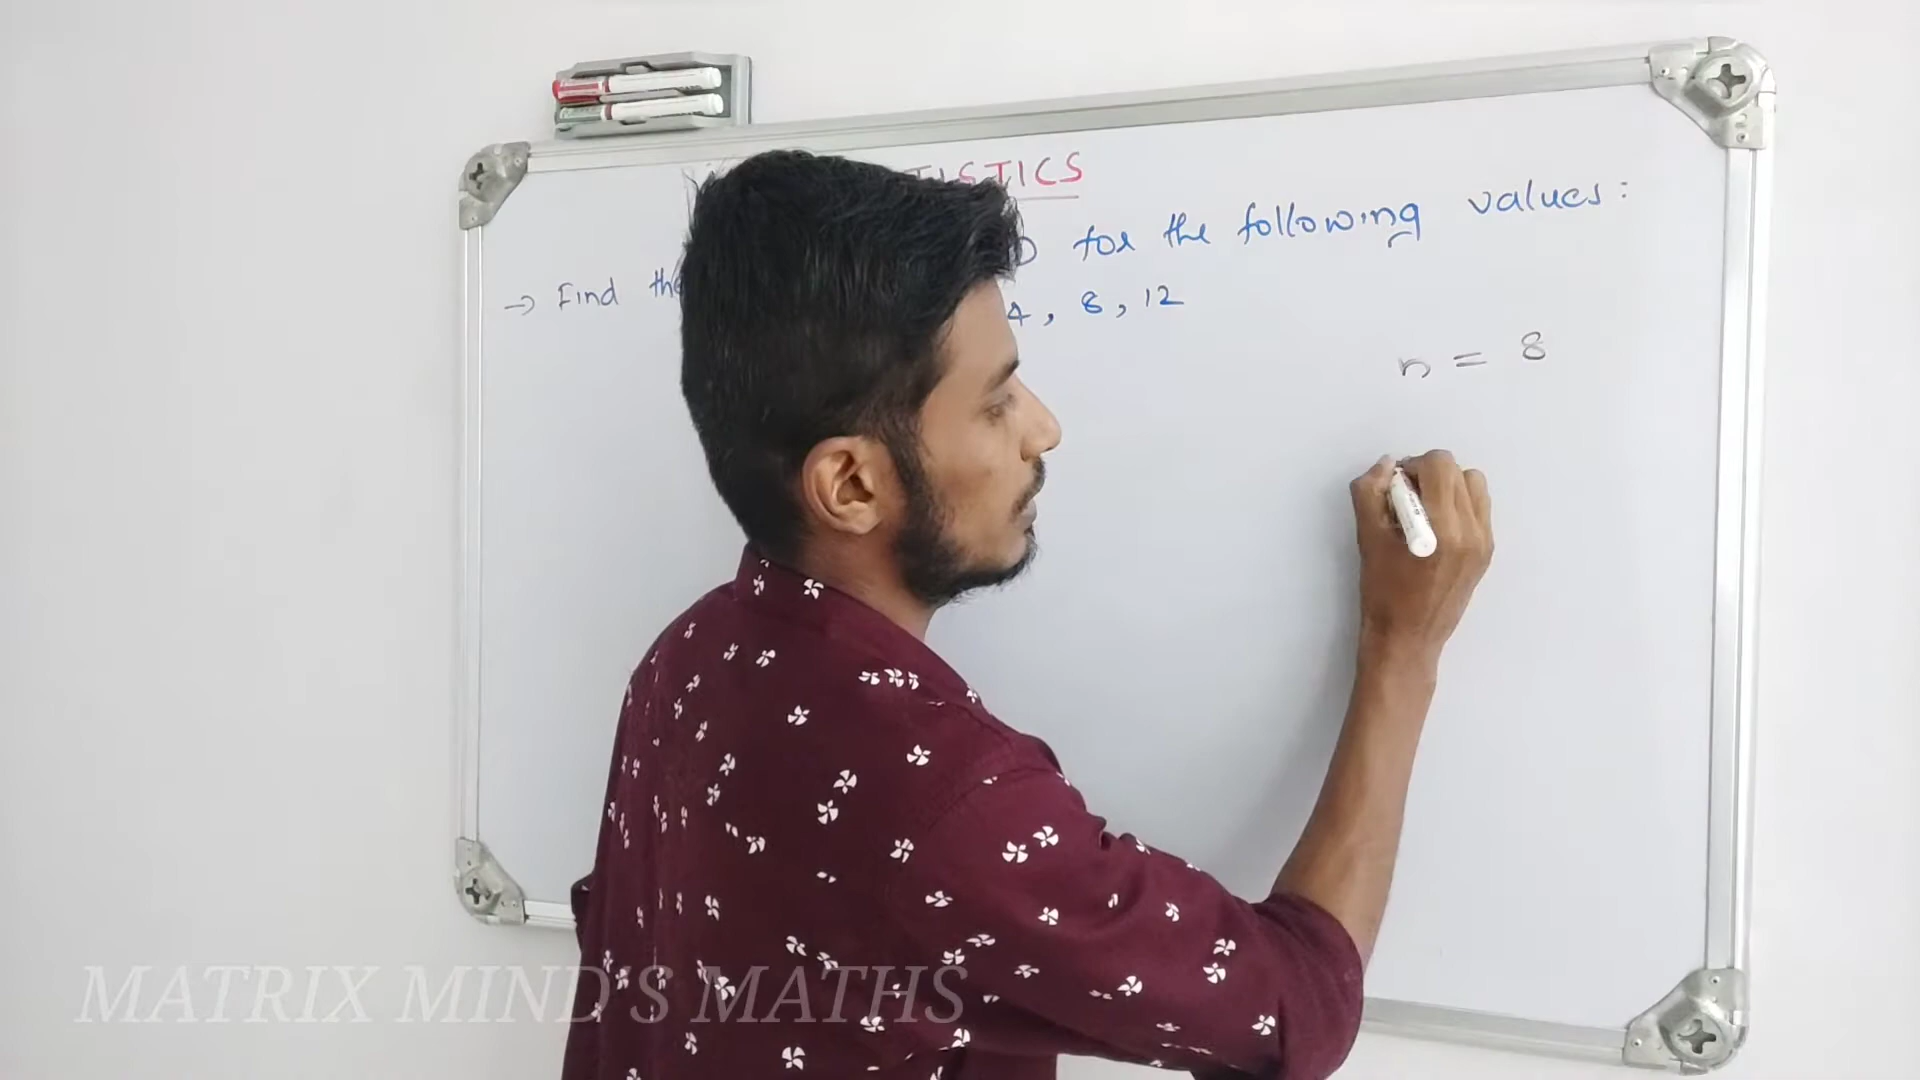 TISTICS
→ Find the for the following values:
4, 8, 12
n = 8
MATRIX MIND'S MATHS